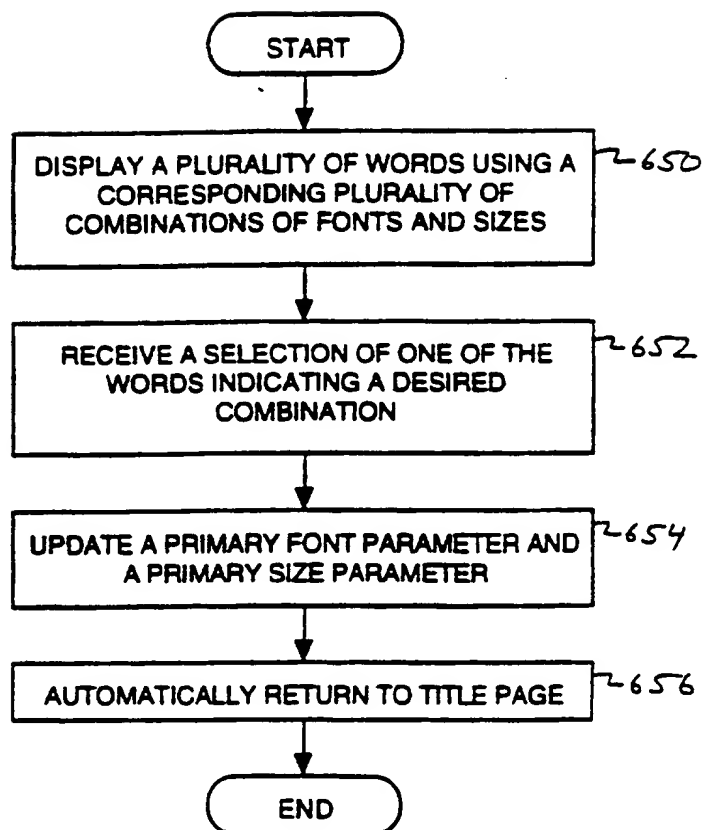 START
DISPLAY A PLURALITY OF WORDS USING A
650
CORRESPONDING PLURALITY OF
COMBINATIONS OF FONTS AND SIZES
RECEIVE A SELECTION OF ONE OF THE
652
WORDS INDICATING A DESIRED
COMBINATION
UPDATE A PRIMARY FONT PARAMETER AND
654
A PRIMARY SIZE PARAMETER
AUTOMATICALLY RETURN TO TITLE PAGE
656
END